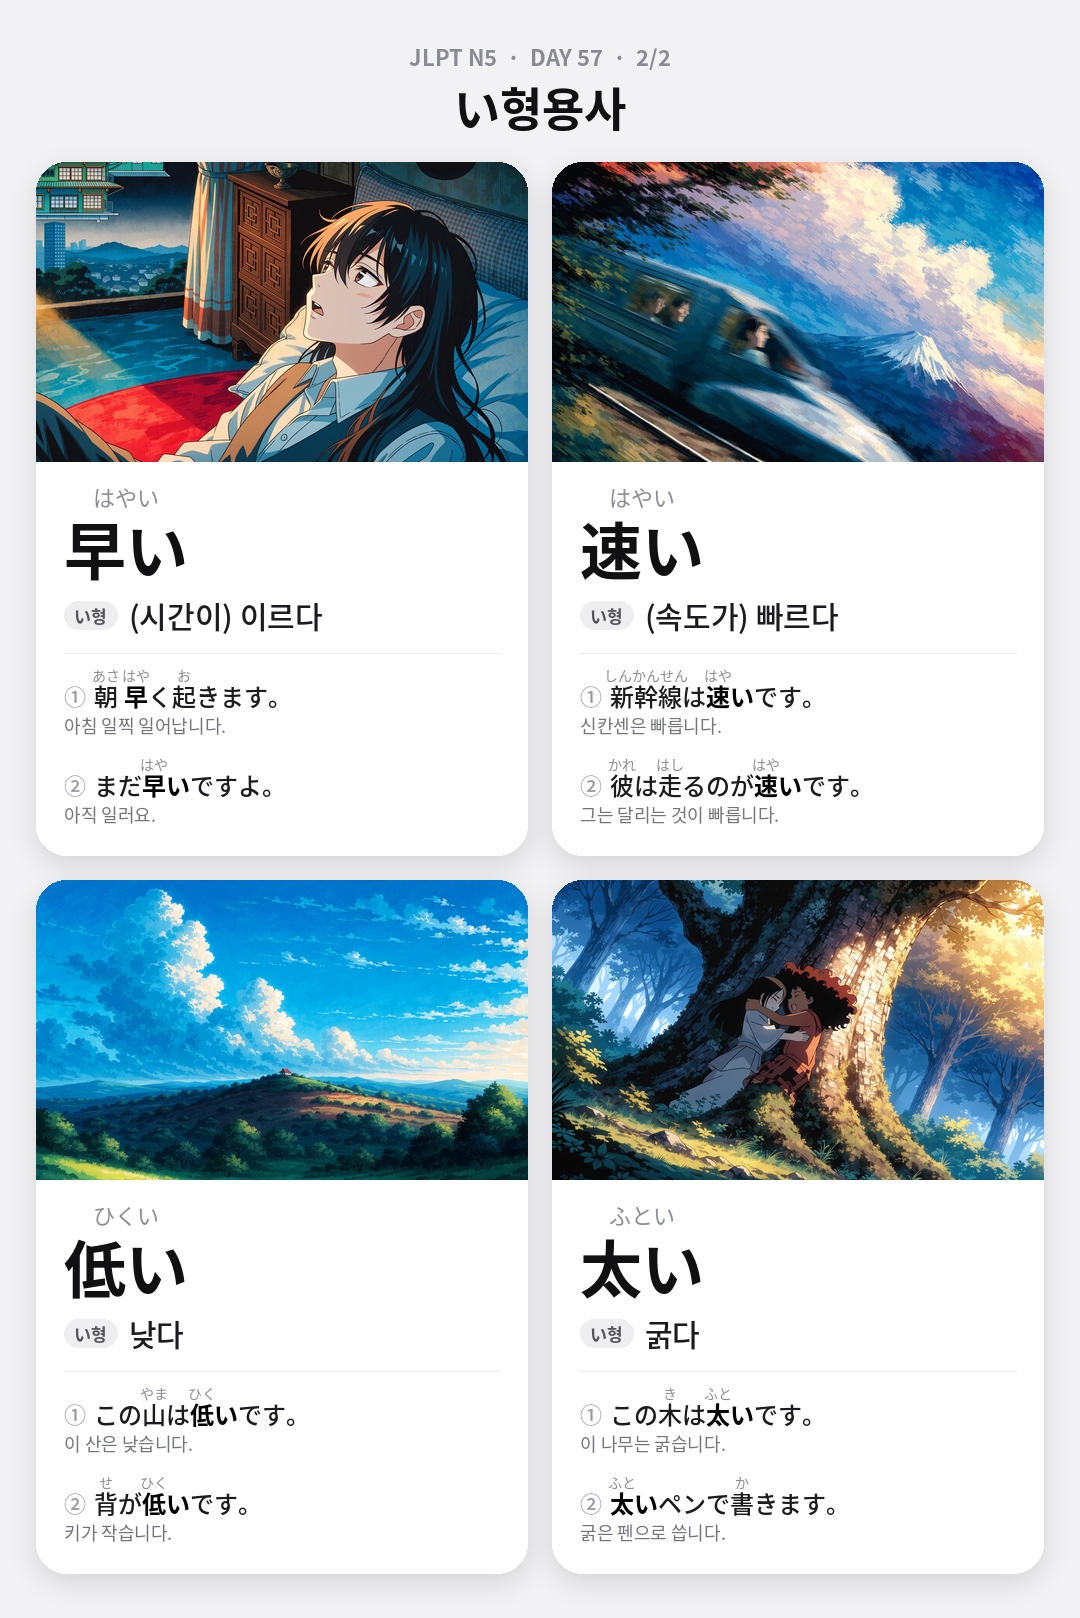 JLPT N5 · DAY 57 · 2/2
い형용사
はやい
早い
い형 (시간이) 이르다
あさ はや お
① 朝 早く起きます。
아침 일찍 일어납니다.
はや
② まだ早いですよ。
아직 일러요.
はやい
速い
い형 (속도가) 빠르다
しんかんせん はや
① 新幹線は速いです。
신칸센은 빠릅니다.
かれ はし はや
② 彼は走るのが速いです。
그는 달리는 것이 빠릅니다.
ひくい
低い
い형 낮다
やま ひく
① この山は低いです。
이 산은 낮습니다.
せ ひく
② 背が低いです。
키가 작습니다.
ふとい
太い
い형 굵다
き ふと
① この木は太いです。
이 나무는 굵습니다.
ふと か
② 太いペンで書きます。
굵은 펜으로 씁니다.